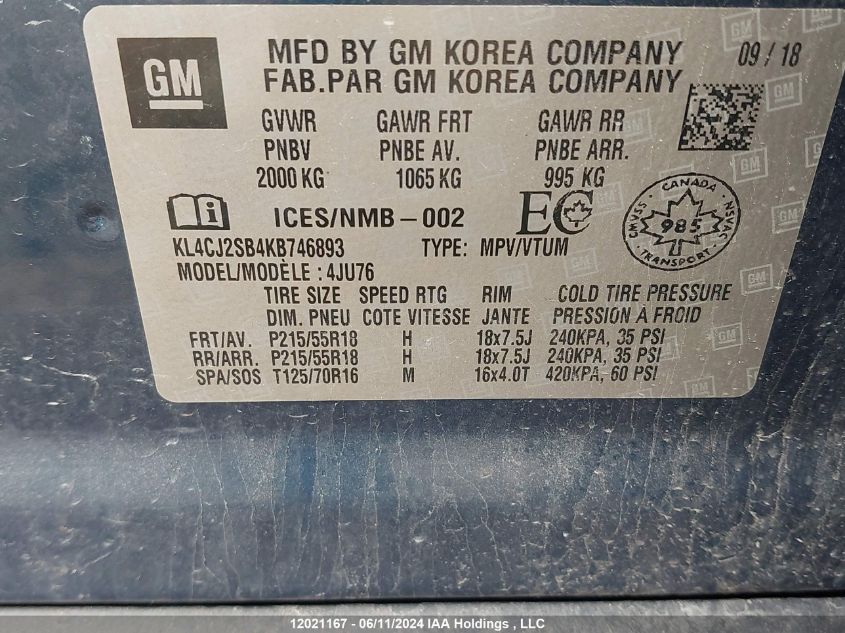 GM
MFD BY GM KOREA COMPANY 09 / 18
FAB.PAR GM KOREA COMPANY
GVWR GAWR FRT GAWR RR
PNBV PNBE AV. PNBE ARR.
2000 KG 1065 KG 995 KG
i ICES/NMB-002 EC
CANADA
CMVSS 985 NSVAC
TRANSPORT
KL4CJ2SB4KB746893 TYPE: MPV/VTUM
MODEL/MODÈLE : 4JU76
TIRE SIZE SPEED RTG RIM COLD TIRE PRESSURE
DIM. PNEU COTE VITESSE JANTE PRESSION À FROID
FRT/AV. P215/55R18 H 18x7.5J 240KPA, 35 PSI
RR/ARR. P215/55R18 H 18x7.5J 240KPA, 35 PSI
SPA/SOS T125/70R16 M 16x4.0T 420KPA, 60 PSI
12021167 - 06/11/2024 IAA Holdings , LLC